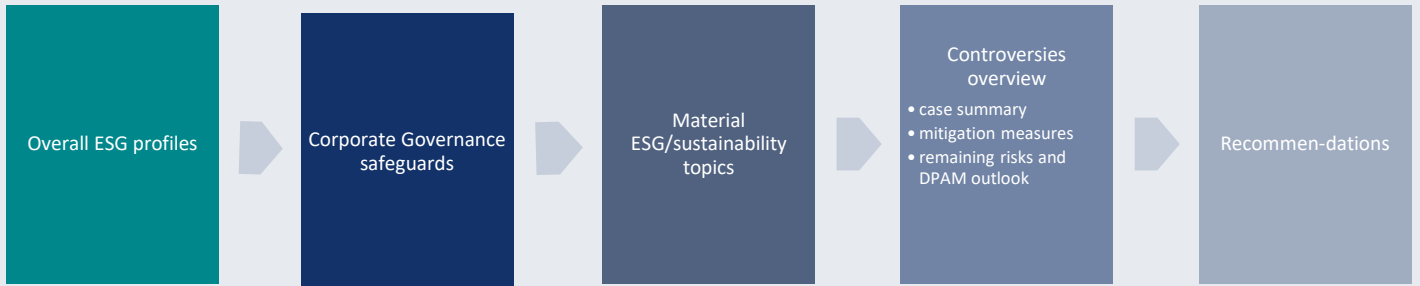 Overall ESG profiles
Corporate Governance
safeguards
Material
ESG/sustainability
topics
Controversies
overview
• case summary
• mitigation measures
• remaining risks and
DPAM outlook
Recommen-dations